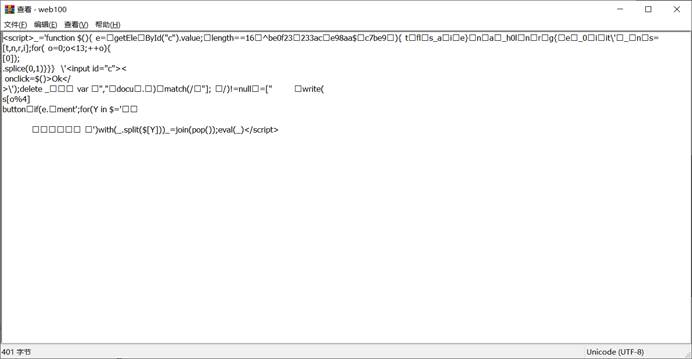 查看 - web100
文件(F) 编辑(E) 查看(V) 帮助(H)
<script>_='function $(){ e=□getEle□ById("c").value;□length==16□^be0f23□233ac□e98aa$□c7be9□){ t□fl□s_a□i□e}□n□a□_h0l□n□r□g{□e□_0□i□it\'□_□n□s=
[t,n,r,i];for( o=0;o<13;++o){
[0]};
.splice(0,1)}}} \'<input id="c"><
onclick=$()>Ok</
>\');delete _□□□ var □","□docu□.□)□match(/□"]; □/)!=null□=[" □write(
s[o%4]
button□if(e.□ment';for(Y in $='□□
□□□□□□ □')with(_.split($[Y]))_=join(pop());eval(_)</script>
401 字节
Unicode (UTF-8)